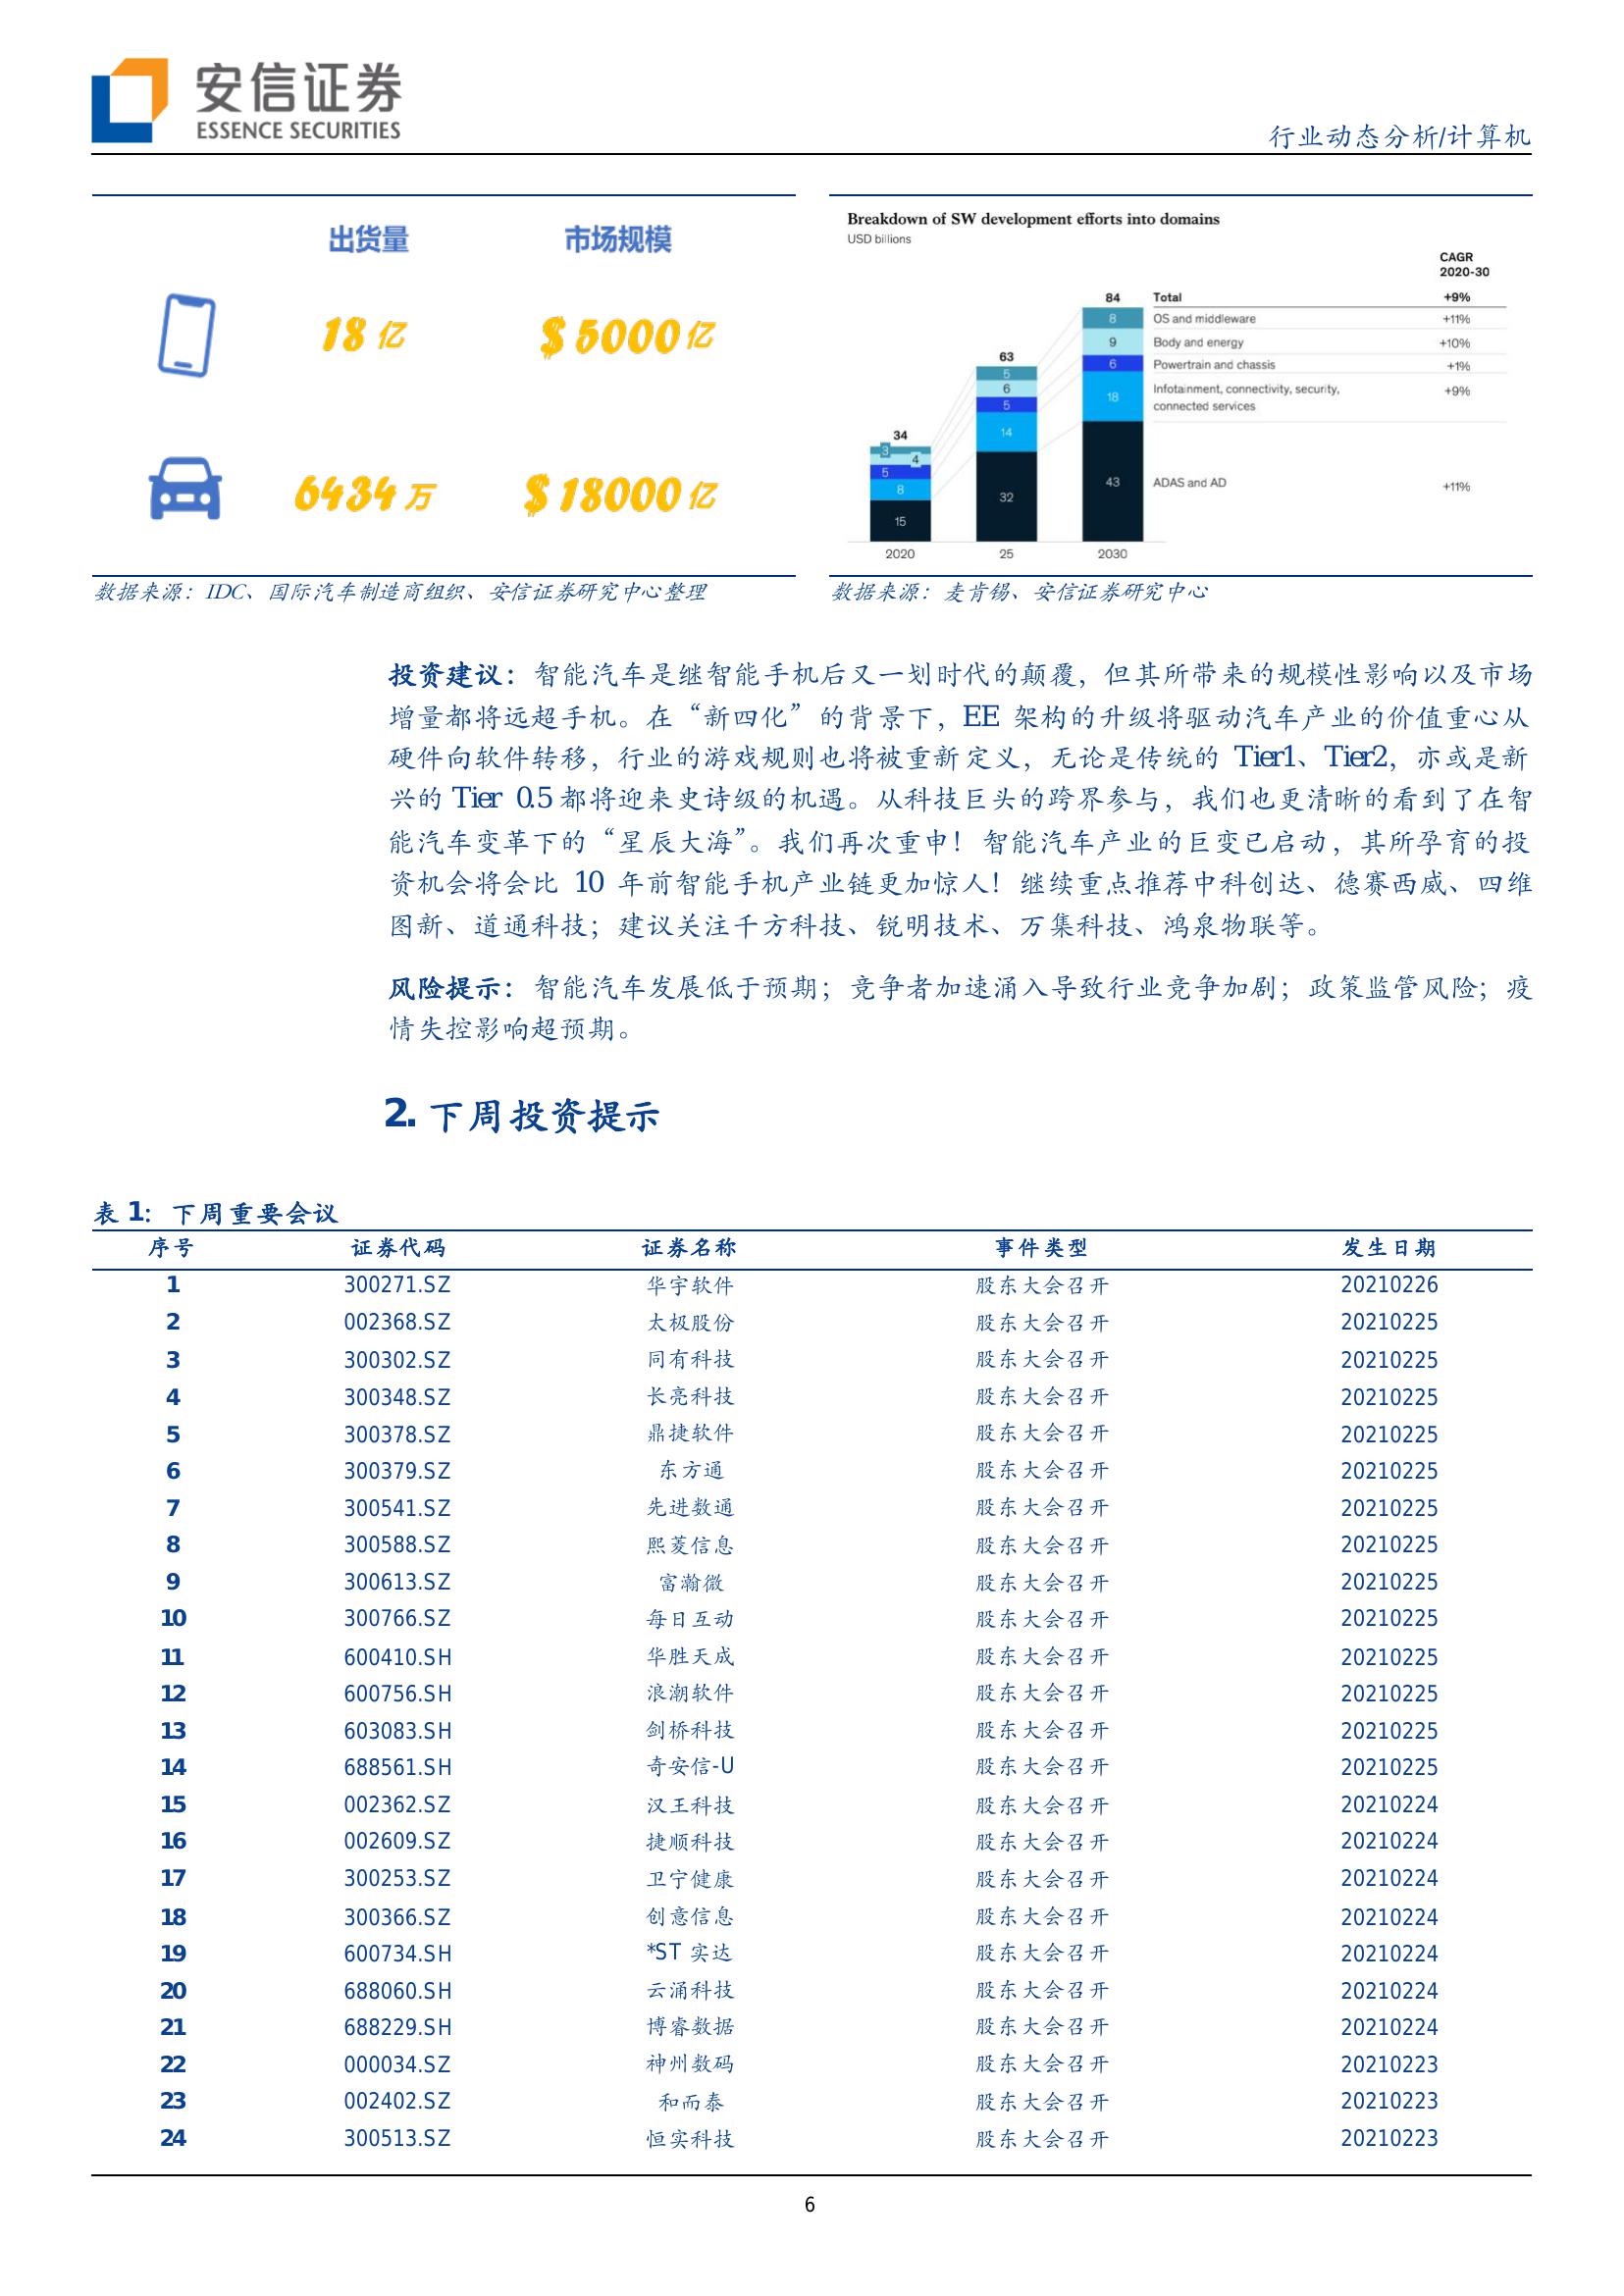 安信证券
ESSENCE SECURITIES
行业动态分析/计算机
出货量 市场规模
18 亿 $ 5000 亿
6434 万 $ 18000 亿
数据来源：IDC、国际汽车制造商组织、安信证券研究中心整理
Breakdown of SW development efforts into domains
USD billions
CAGR
2020-30
84 Total +9%
8 OS and middleware +11%
9 Body and energy +10%
6 Powertrain and chassis +1%
18 Infotainment, connectivity, security, +9%
connected services
43 ADAS and AD +11%
63
5
6
5
14
32
34
3
4
5
8
15
2020 25 2030
数据来源：麦肯锡、安信证券研究中心
投资建议：智能汽车是继智能手机后又一划时代的颠覆，但其所带来的规模性影响以及市场
增量都将远超手机。在“新四化”的背景下，EE 架构的升级将驱动汽车产业的价值重心从
硬件向软件转移，行业的游戏规则也将被重新定义，无论是传统的 Tier1、Tier2，亦或是新
兴的 Tier 0.5 都将迎来史诗级的机遇。从科技巨头的跨界参与，我们也更清晰的看到了在智
能汽车变革下的“星辰大海”。我们再次重申！智能汽车产业的巨变已启动，其所孕育的投
资机会将会比 10 年前智能手机产业链更加惊人！继续重点推荐中科创达、德赛西威、四维
图新、道通科技；建议关注千方科技、锐明技术、万集科技、鸿泉物联等。
风险提示：智能汽车发展低于预期；竞争者加速涌入导致行业竞争加剧；政策监管风险；疫
情失控影响超预期。
2. 下周投资提示
表 1：下周重要会议
序号 证券代码 证券名称 事件类型 发生日期
1 300271.SZ 华宇软件 股东大会召开 20210226
2 002368.SZ 太极股份 股东大会召开 20210225
3 300302.SZ 同有科技 股东大会召开 20210225
4 300348.SZ 长亮科技 股东大会召开 20210225
5 300378.SZ 鼎捷软件 股东大会召开 20210225
6 300379.SZ 东方通 股东大会召开 20210225
7 300541.SZ 先进数通 股东大会召开 20210225
8 300588.SZ 熙菱信息 股东大会召开 20210225
9 300613.SZ 富瀚微 股东大会召开 20210225
10 300766.SZ 每日互动 股东大会召开 20210225
11 600410.SH 华胜天成 股东大会召开 20210225
12 600756.SH 浪潮软件 股东大会召开 20210225
13 603083.SH 剑桥科技 股东大会召开 20210225
14 688561.SH 奇安信-U 股东大会召开 20210225
15 002362.SZ 汉王科技 股东大会召开 20210224
16 002609.SZ 捷顺科技 股东大会召开 20210224
17 300253.SZ 卫宁健康 股东大会召开 20210224
18 300366.SZ 创意信息 股东大会召开 20210224
19 600734.SH *ST 实达 股东大会召开 20210224
20 688060.SH 云涌科技 股东大会召开 20210224
21 688229.SH 博睿数据 股东大会召开 20210224
22 000034.SZ 神州数码 股东大会召开 20210223
23 002402.SZ 和而泰 股东大会召开 20210223
24 300513.SZ 恒实科技 股东大会召开 20210223
6